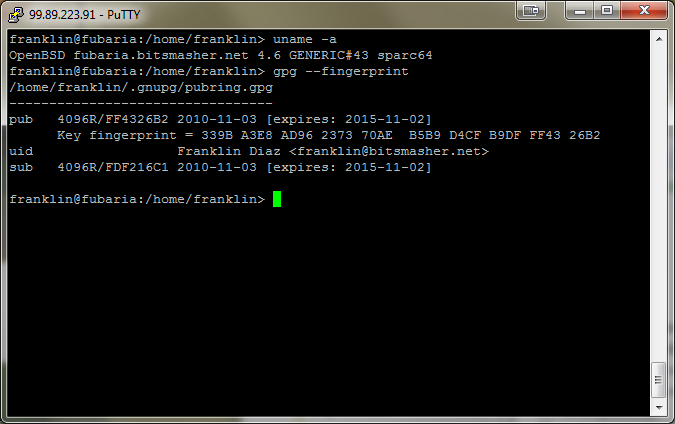 99.89.223.91 - PuTTY
franklin@fubaria:/home/franklin> uname -a
OpenBSD fubaria.bitsmasher.net 4.6 GENERIC#43 sparc64
franklin@fubaria:/home/franklin> gpg --fingerprint
/home/franklin/.gnupg/pubring.gpg
---------------------------------
pub   4096R/FF4326B2 2010-11-03 [expires: 2015-11-02]
      Key fingerprint = 339B A3E8 AD96 2373 70AE  B5B9 D4CF B9DF FF43 26B2
uid                  Franklin Diaz <franklin@bitsmasher.net>
sub   4096R/FDF216C1 2010-11-03 [expires: 2015-11-02]
franklin@fubaria:/home/franklin>